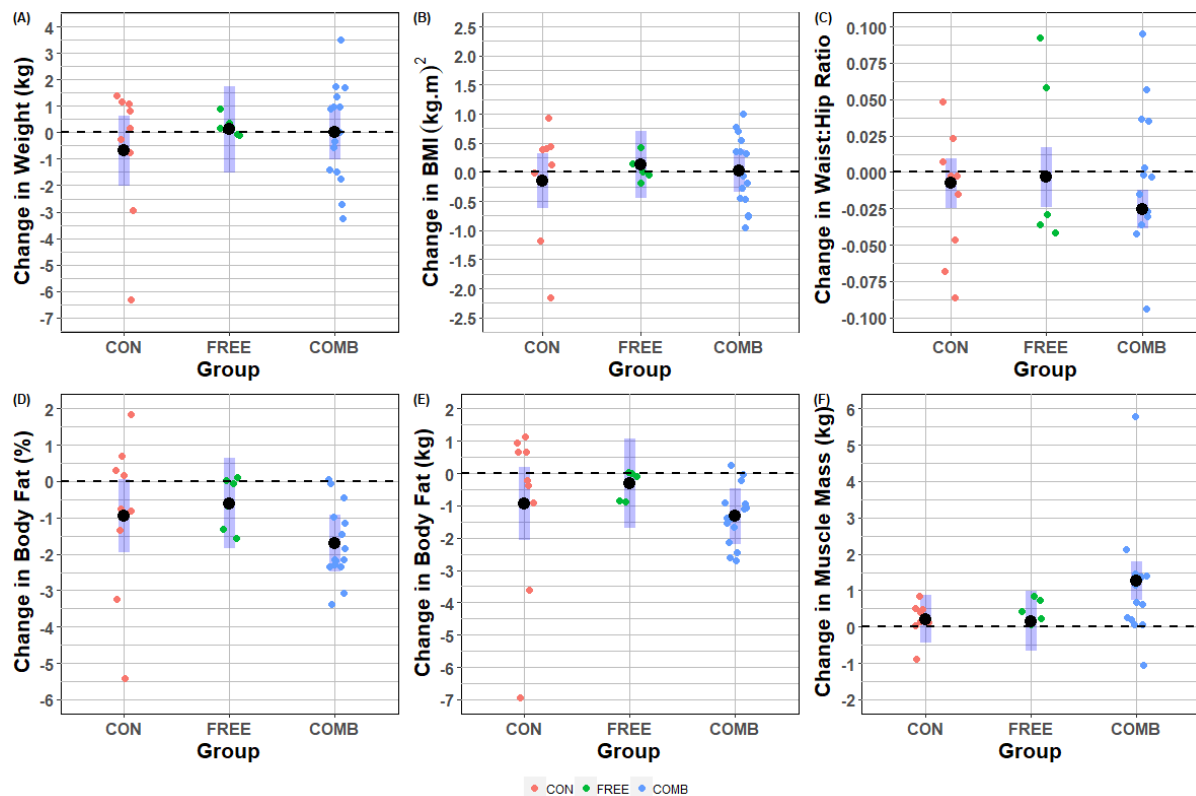 (A)
Change in Weight (kg)
4
3
2
1
0
-1
-2
-3
-4
-5
-6
-7
CON FREE COMB
Group
(B)
Change in BMI (kg.m)²
2.5
2.0
1.5
1.0
0.5
0.0
-0.5
-1.0
-1.5
-2.0
-2.5
CON FREE COMB
Group
(C)
Change in Waist:Hip Ratio
0.100
0.075
0.050
0.025
0.000
-0.025
-0.050
-0.075
-0.100
CON FREE COMB
Group
(D)
Change in Body Fat (%)
2
1
0
-1
-2
-3
-4
-5
-6
CON FREE COMB
Group
(E)
Change in Body Fat (kg)
2
1
0
-1
-2
-3
-4
-5
-6
-7
CON FREE COMB
Group
(F)
Change in Muscle Mass (kg)
6
5
4
3
2
1
0
-1
-2
CON FREE COMB
Group
CON FREE COMB